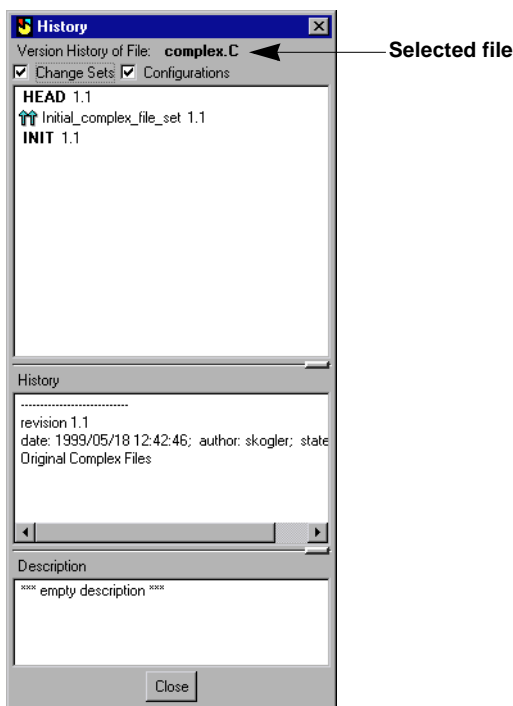 History
Version History of File: complex.C
Selected file
Change Sets Configurations
HEAD 1.1
Initial_complex_file_set 1.1
INIT 1.1
History
----------------------------
revision 1.1
date: 1999/05/18 12:42:46; author: skogler; state
Original Complex Files
Description
*** empty description ***
Close